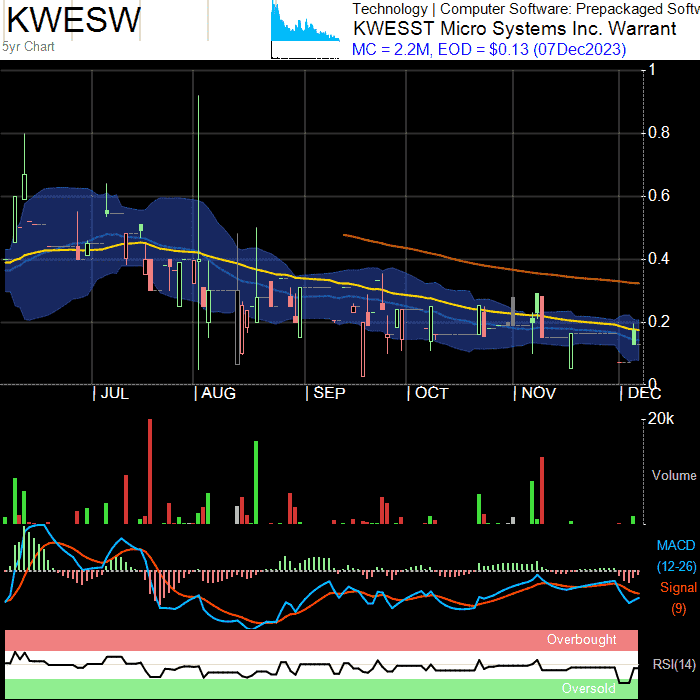 KWESW
5yr Chart
Technology | Computer Software: Prepackaged Softw
KWESST Micro Systems Inc. Warrant
MC = 2.2M, EOD = $0.13 (07Dec2023)
1
0.8
0.6
0.4
0.2
0
| JUL | AUG | SEP | OCT | NOV | DEC
20k
Volume
MACD
(12-26)
Signal
(9)
Overbought
RSI(14)
Oversold